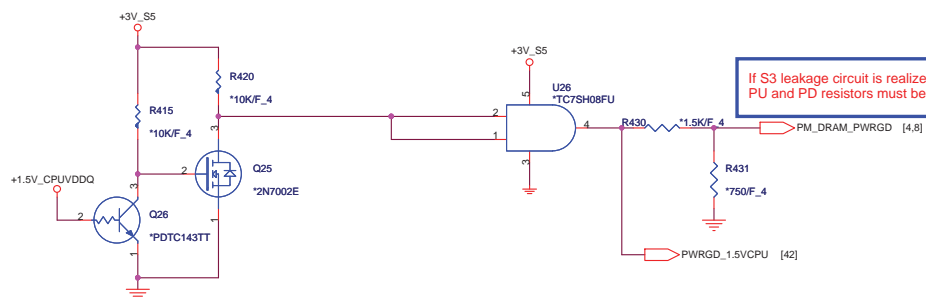 +3V_S5
R420
*10K/F_4
R415
*10K/F_4
3
2
Q25
*2N7002E
1
+1.5V_CPUVDDQ
3
2
Q26
*PDTC143TT
1
+3V_S5
5
U26
*TC7SH08FU
2
1
4
3
R430
*1.5K/F_4
If S3 leakage circuit is realize
PU and PD resistors must be
PM_DRAM_PWRGD [4,8]
R431
*750/F_4
PWRGD_1.5VCPU [42]